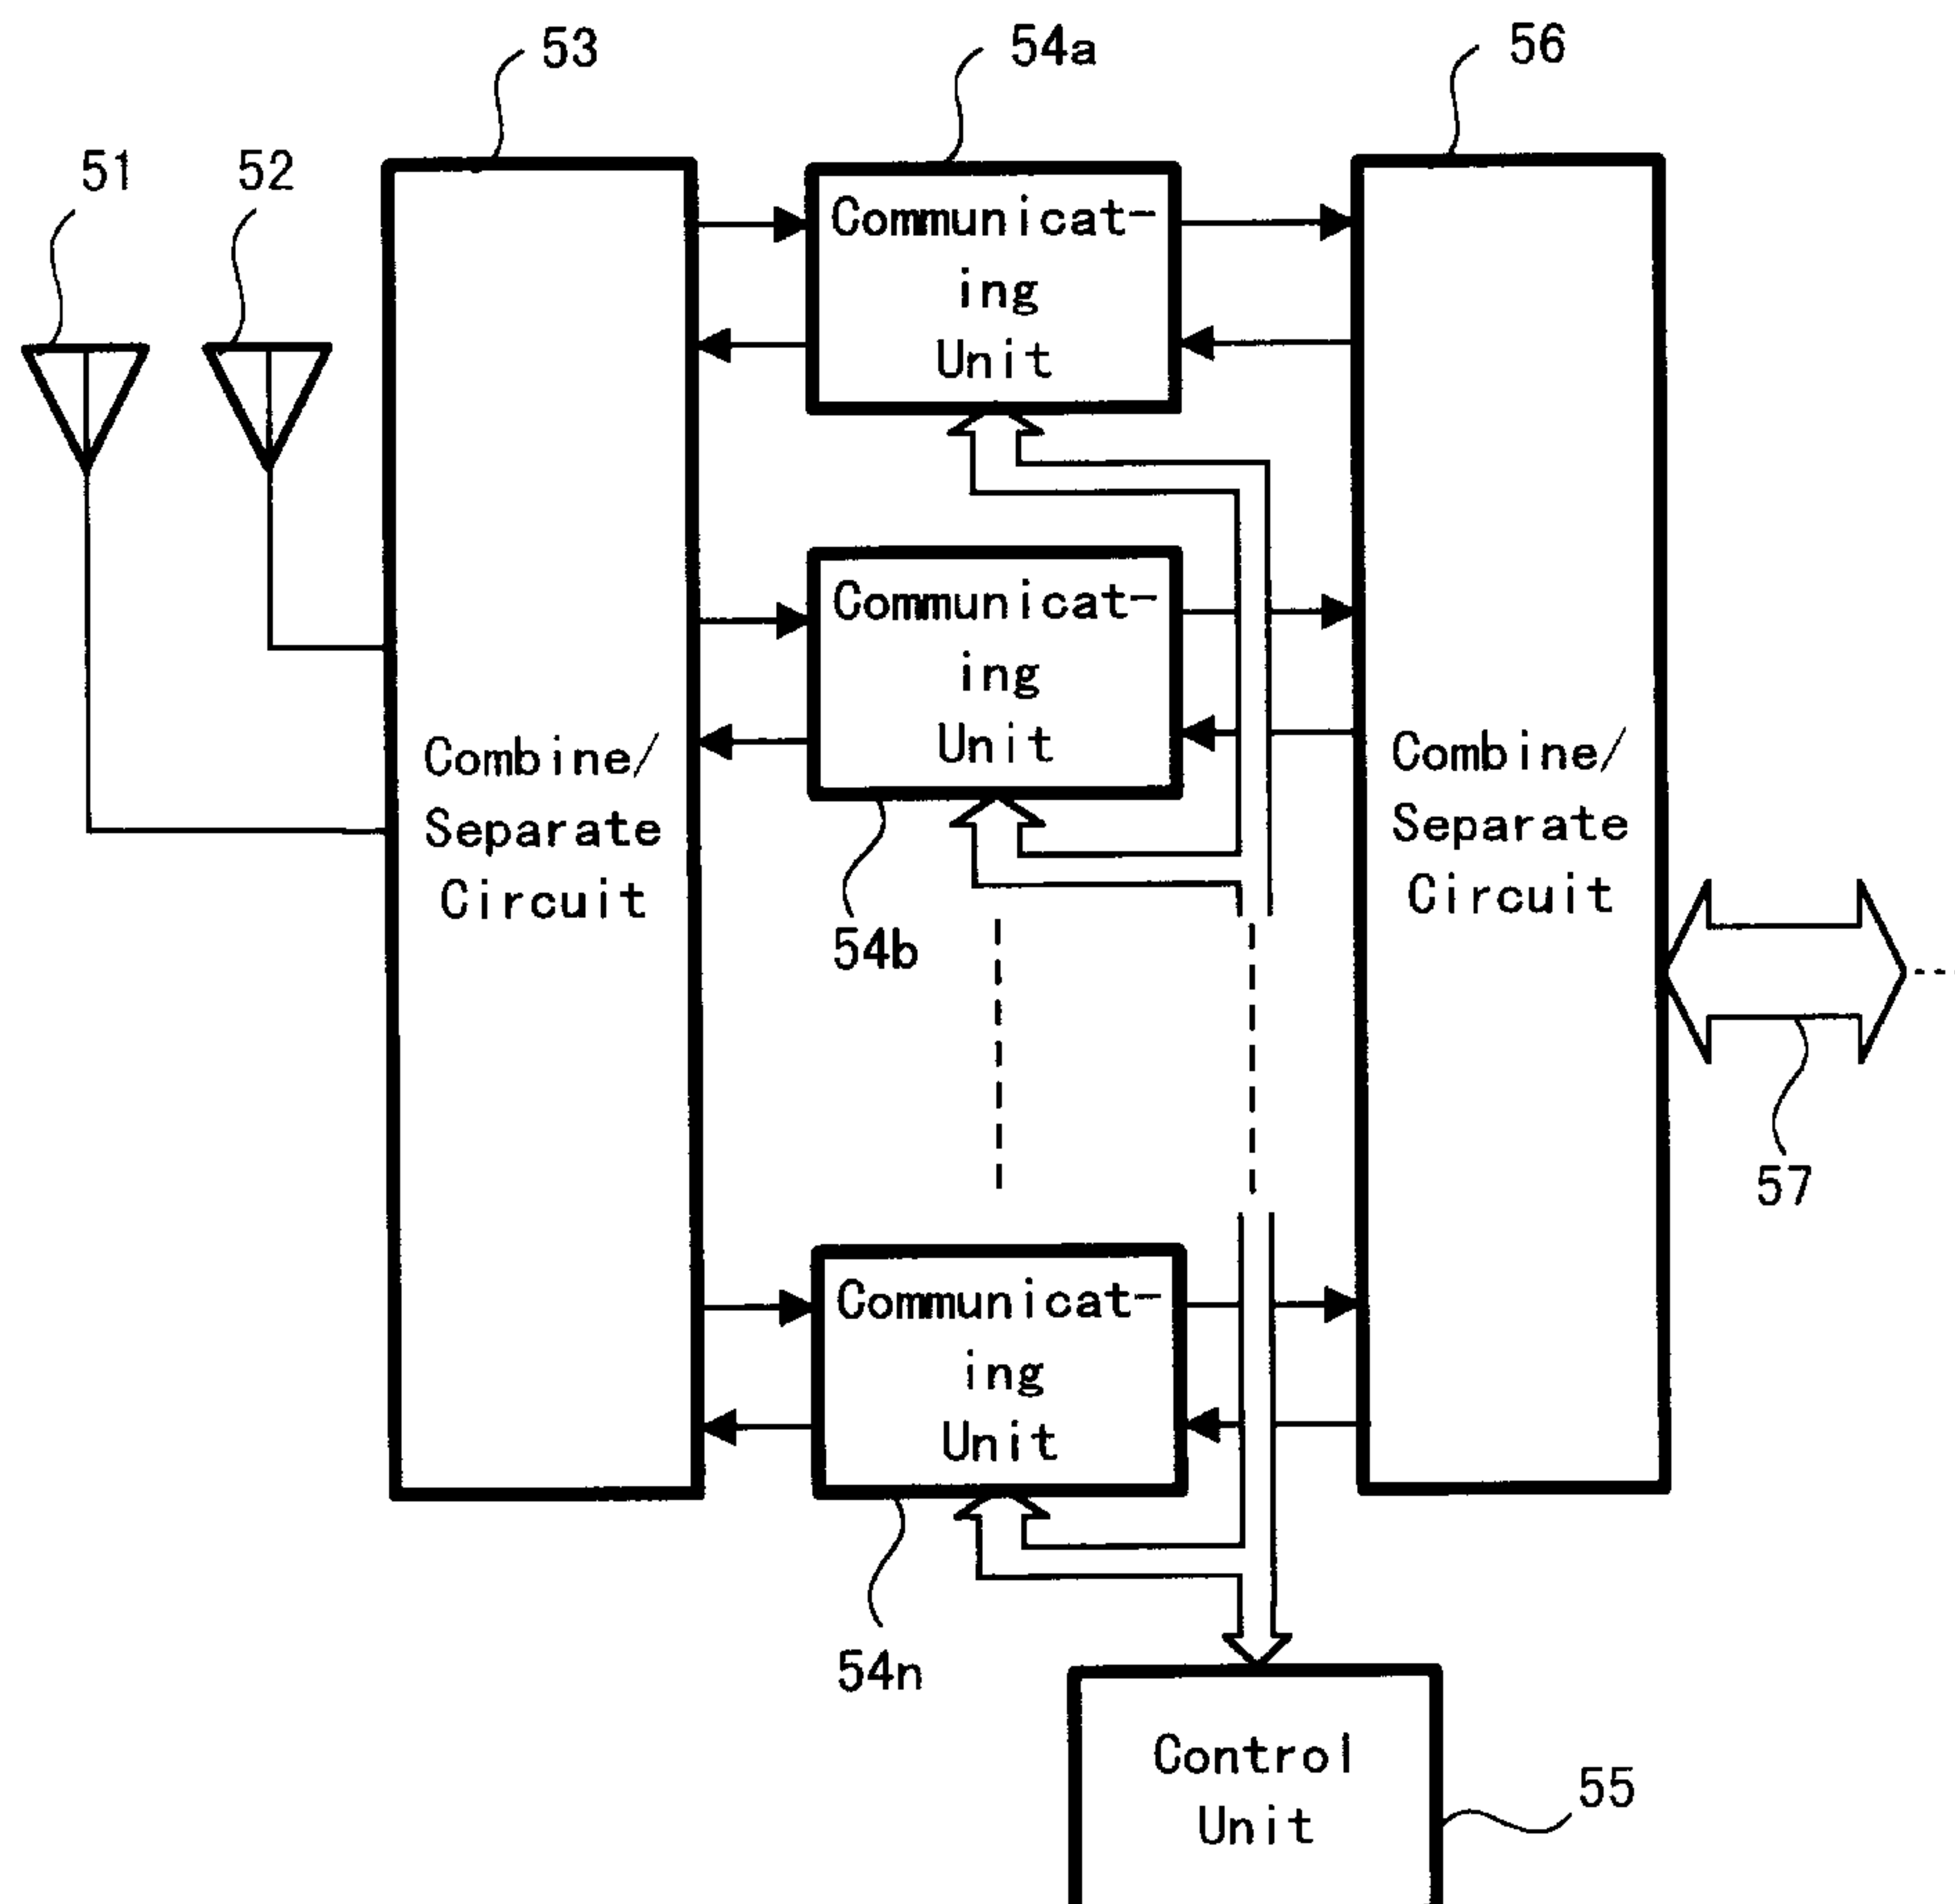 53
54a
56
51
52
Communicat-
ing
Unit
Communicat-
ing
Unit
Combine/
Separate
Circuit
Combine/
Separate
Circuit
54b
57
Communicat-
ing
Unit
54n
Control
Unit
55